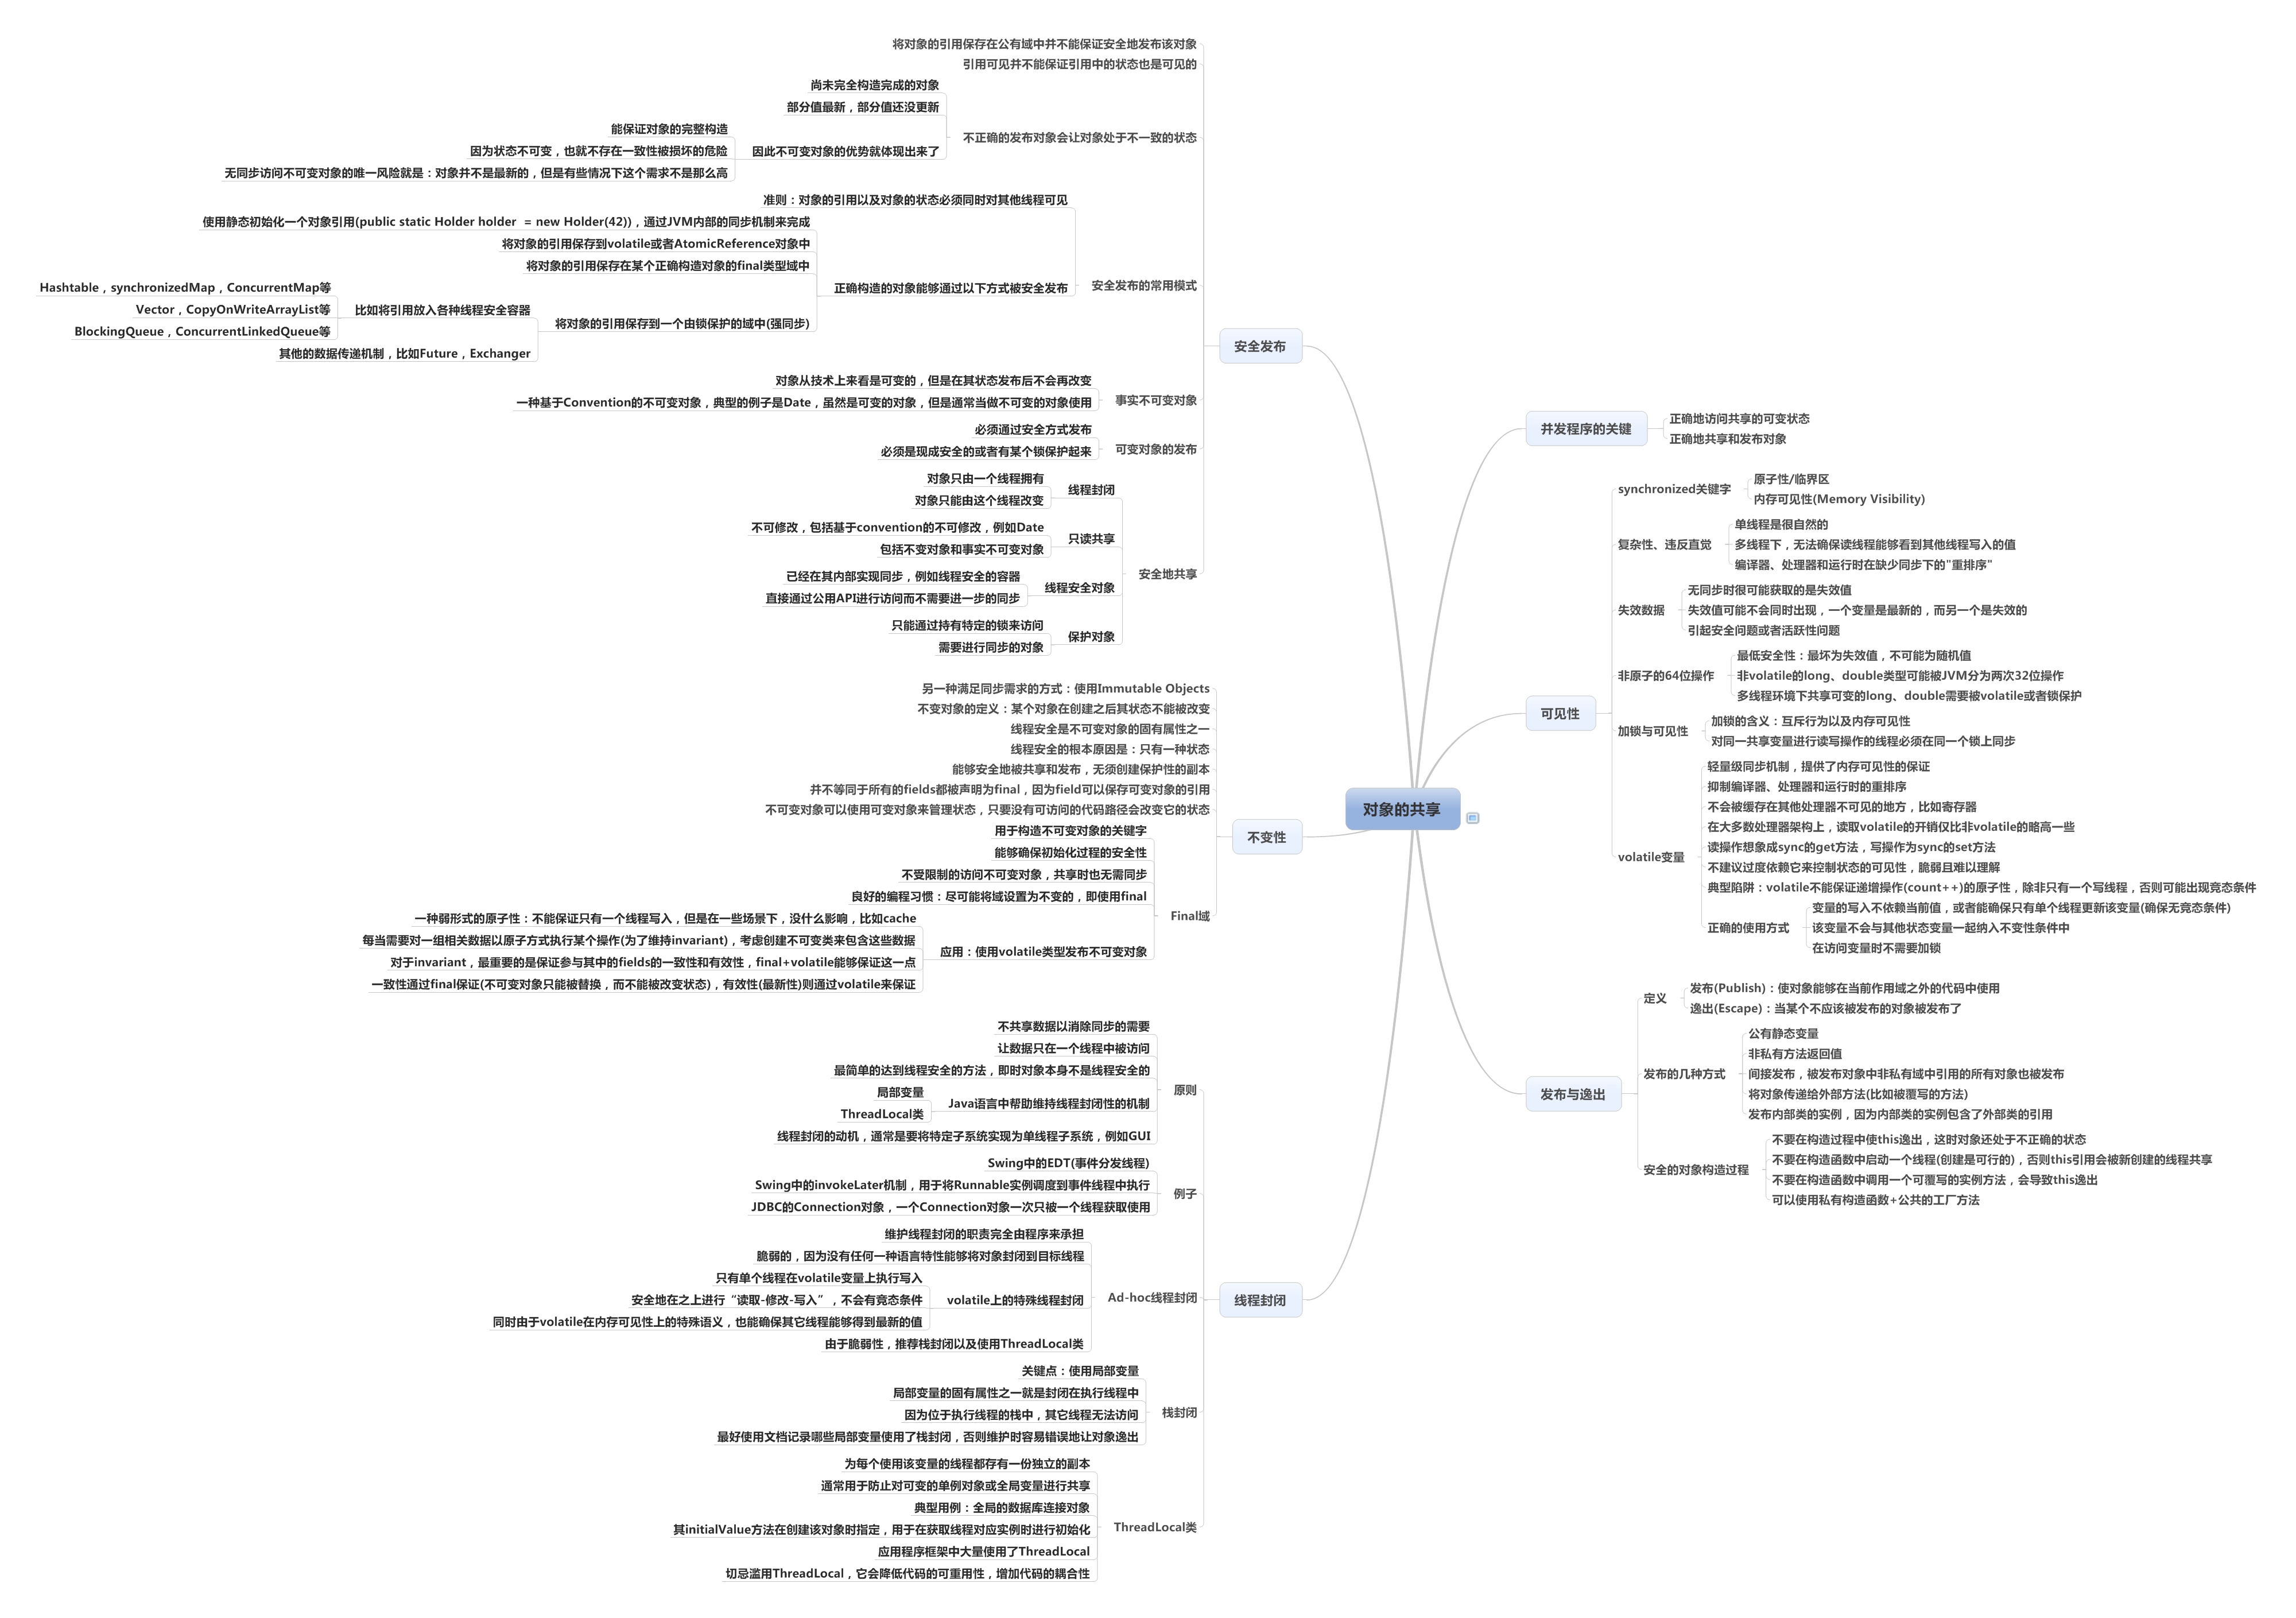 对象的共享
并发程序的关键
正确地访问共享的可变状态
正确地共享和发布对象
可见性
synchronized关键字
原子性/临界区
内存可见性(Memory Visibility)
复杂性、违反直觉
单线程是很自然的
多线程下，无法确保读线程能够看到其他线程写入的值
编译器、处理器和运行时在缺少同步下的"重排序"
失效数据
无同步时很可能获取的是失效值
失效值可能不会同时出现，一个变量是最新的，而另一个是失效的
引起安全问题或者活跃性问题
非原子的64位操作
最低安全性：最坏为失效值，不可能为随机值
非volatile的long、double类型可能被JVM分为两次32位操作
多线程环境下共享可变的long、double需要被volatile或者锁保护
加锁与可见性
加锁的含义：互斥行为以及内存可见性
对同一共享变量进行读写操作的线程必须在同一个锁上同步
volatile变量
轻量级同步机制，提供了内存可见性的保证
抑制编译器、处理器和运行时的重排序
不会被缓存在其他处理器不可见的地方，比如寄存器
在大多数处理器架构上，读取volatile的开销仅比非volatile的略高一些
读操作想象成sync的get方法，写操作为sync的set方法
不建议过度依赖它来控制状态的可见性，脆弱且难以理解
典型陷阱：volatile不能保证递增操作(count++)的原子性，除非只有一个写线程，否则可能出现竞态条件
正确的使用方式
变量的写入不依赖当前值，或者能确保只有单个线程更新该变量(确保无竞态条件)
该变量不会与其他状态变量一起纳入不变性条件中
在访问变量时不需要加锁
发布与逸出
定义
发布(Publish)：使对象能够在当前作用域之外的代码中使用
逸出(Escape)：当某个不应该被发布的对象被发布了
发布的几种方式
公有静态变量
非私有方法返回值
间接发布，被发布对象中非私有域中引用的所有对象也被发布
将对象传递给外部方法(比如被覆写的方法)
发布内部类的实例，因为内部类的实例包含了外部类的引用
安全的对象构造过程
不要在构造过程中使this逸出，这时对象还处于不正确的状态
不要在构造函数中启动一个线程(创建是可行的)，否则this引用会被新创建的线程共享
不要在构造函数中调用一个可覆写的实例方法，会导致this逸出
可以使用私有构造函数+公共的工厂方法
安全发布
将对象的引用保存在公有域中并不能保证安全地发布该对象
引用可见并不能保证引用中的状态也是可见的
不正确的发布对象会让对象处于不一致的状态
尚未完全构造完成的对象
部分值最新，部分值还没更新
因此不可变对象的优势就体现出来了
能保证对象的完整构造
因为状态不可变，也就不存在一致性被损坏的危险
无同步访问不可变对象的唯一风险就是：对象并不是最新的，但是有些情况下这个需求不是那么高
安全发布的常用模式
准则：对象的引用以及对象的状态必须同时对其他线程可见
正确构造的对象能够通过以下方式被安全发布
使用静态初始化一个对象引用(public static Holder holder  = new Holder(42))，通过JVM内部的同步机制来完成
将对象的引用保存到volatile或者AtomicReference对象中
将对象的引用保存在某个正确构造对象的final类型域中
将对象的引用保存到一个由锁保护的域中(强同步)
比如将引用放入各种线程安全容器
Hashtable，synchronizedMap，ConcurrentMap等
Vector，CopyOnWriteArrayList等
BlockingQueue，ConcurrentLinkedQueue等
其他的数据传递机制，比如Future，Exchanger
事实不可变对象
对象从技术上来看是可变的，但是在其状态发布后不会再改变
一种基于Convention的不可变对象，典型的例子是Date，虽然是可变的对象，但是通常当做不可变的对象使用
可变对象的发布
必须通过安全方式发布
必须是现成安全的或者有某个锁保护起来
安全地共享
线程封闭
对象只由一个线程拥有
对象只能由这个线程改变
只读共享
不可修改，包括基于convention的不可修改，例如Date
包括不变对象和事实不可变对象
线程安全对象
已经在其内部实现同步，例如线程安全的容器
直接通过公用API进行访问而不需要进一步的同步
保护对象
只能通过持有特定的锁来访问
需要进行同步的对象
不变性
另一种满足同步需求的方式：使用Immutable Objects
不变对象的定义：某个对象在创建之后其状态不能被改变
线程安全是不可变对象的固有属性之一
线程安全的根本原因是：只有一种状态
能够安全地被共享和发布，无须创建保护性的副本
并不等同于所有的fields都被声明为final，因为field可以保存可变对象的引用
不可变对象可以使用可变对象来管理状态，只要没有可访问的代码路径会改变它的状态
Final域
用于构造不可变对象的关键字
能够确保初始化过程的安全性
不受限制的访问不可变对象，共享时也无需同步
良好的编程习惯：尽可能将域设置为不变的，即使用final
应用：使用volatile类型发布不可变对象
一种弱形式的原子性：不能保证只有一个线程写入，但是在一些场景下，没什么影响，比如cache
每当需要对一组相关数据以原子方式执行某个操作(为了维持invariant)，考虑创建不可变类来包含这些数据
对于invariant，最重要的是保证参与其中的fields的一致性和有效性，final+volatile能够保证这一点
一致性通过final保证(不可变对象只能被替换，而不能被改变状态)，有效性(最新性)则通过volatile来保证
线程封闭
原则
不共享数据以消除同步的需要
让数据只在一个线程中被访问
最简单的达到线程安全的方法，即时对象本身不是线程安全的
Java语言中帮助维持线程封闭性的机制
局部变量
ThreadLocal类
线程封闭的动机，通常是要将特定子系统实现为单线程子系统，例如GUI
例子
Swing中的EDT(事件分发线程)
Swing中的invokeLater机制，用于将Runnable实例调度到事件线程中执行
JDBC的Connection对象，一个Connection对象一次只被一个线程获取使用
Ad-hoc线程封闭
维护线程封闭的职责完全由程序来承担
脆弱的，因为没有任何一种语言特性能够将对象封闭到目标线程
volatile上的特殊线程封闭
只有单个线程在volatile变量上执行写入
安全地在之上进行“读取-修改-写入”，不会有竞态条件
同时由于volatile在内存可见性上的特殊语义，也能确保其它线程能够得到最新的值
由于脆弱性，推荐栈封闭以及使用ThreadLocal类
栈封闭
关键点：使用局部变量
局部变量的固有属性之一就是封闭在执行线程中
因为位于执行线程的栈中，其它线程无法访问
最好使用文档记录哪些局部变量使用了栈封闭，否则维护时容易错误地让对象逸出
ThreadLocal类
为每个使用该变量的线程都存有一份独立的副本
通常用于防止对可变的单例对象或全局变量进行共享
典型用例：全局的数据库连接对象
其initialValue方法在创建该对象时指定，用于在获取线程对应实例时进行初始化
应用程序框架中大量使用了ThreadLocal
切忌滥用ThreadLocal，它会降低代码的可重用性，增加代码的耦合性